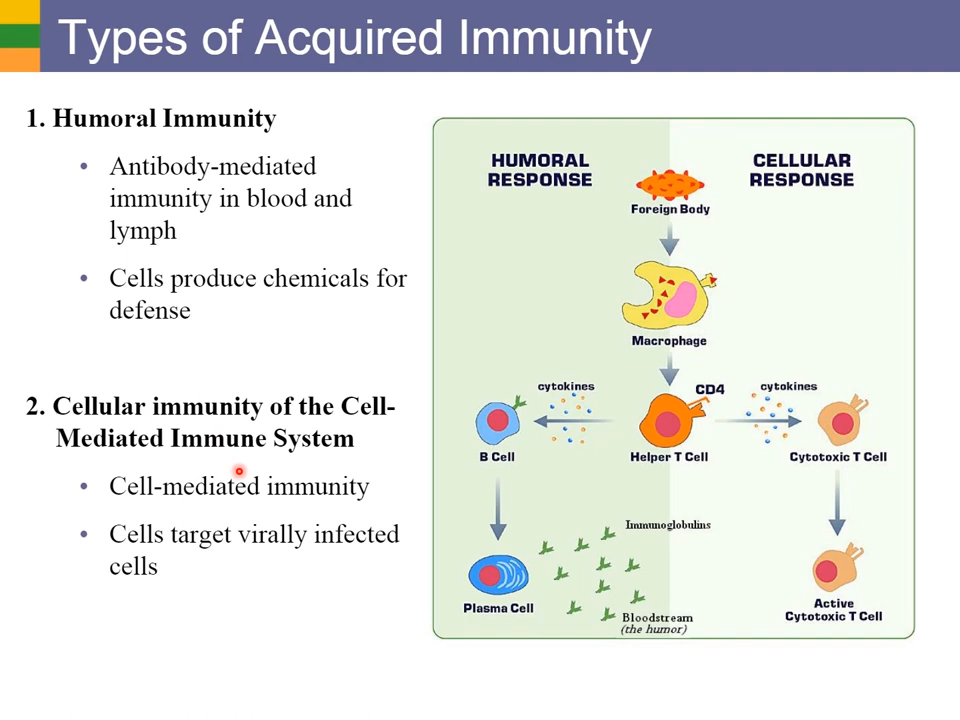 Types of Acquired Immunity
1. Humoral Immunity
• Antibody-mediated
immunity in blood and
lymph
• Cells produce chemicals for
defense
2. Cellular immunity of the Cell-
Mediated Immune System
• Cell-mediated immunity
• Cells target virally infected
cells
HUMORAL
RESPONSE
CELLULAR
RESPONSE
Foreign Body
Macrophage
cytokines
CD4
cytokines
B Cell
Helper T Cell
Cytotoxic T Cell
Immunoglobulins
Plasma Cell
Bloodstream
(the humor)
Active
Cytotoxic T Cell